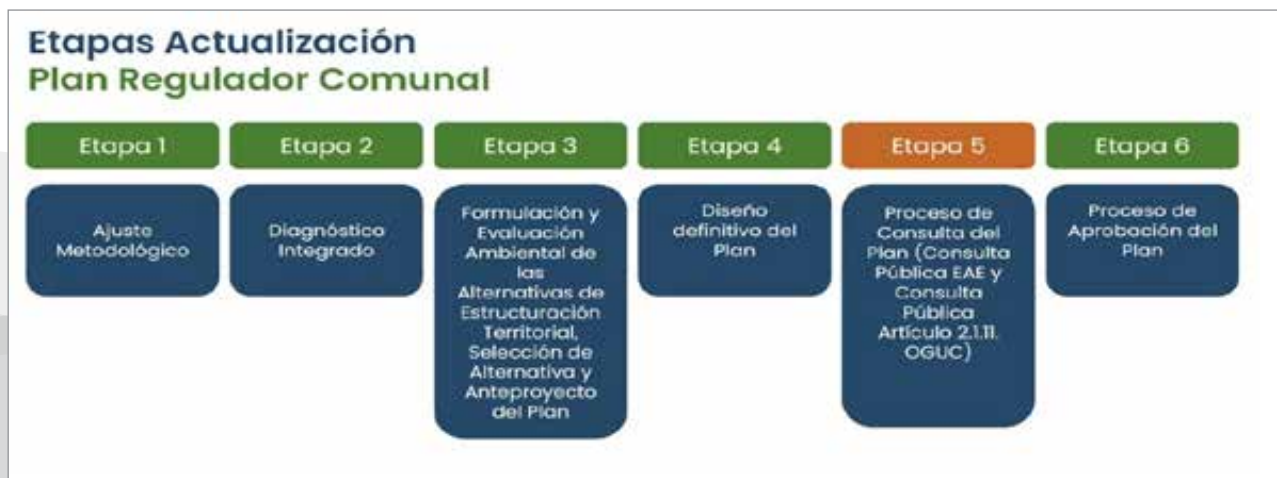 Etapas Actualización
Plan Regulador Comunal
Etapa 1
Ajuste
Metodológico
Etapa 2
Diagnóstico
Integrado
Etapa 3
Formulación y
Evaluación
Ambiental de
las
Alternativas de
Estructuración
Territorial,
Selección de
Alternativa y
Anteproyecto
del Plan
Etapa 4
Diseño
definitivo del
Plan
Etapa 5
Proceso de
Consulta del
Plan (Consulta
Pública EAE y
Consulta
Pública
Artículo 2.1.11.
OGUC)
Etapa 6
Proceso de
Aprobación del
Plan